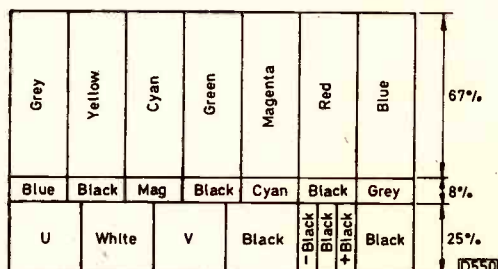 Grey Yellow Cyan Green Magenta Red Blue 67%
Blue Black Mag Black Cyan Black Grey 8%
U White V Black -Black Black +Black Black 25%
D550